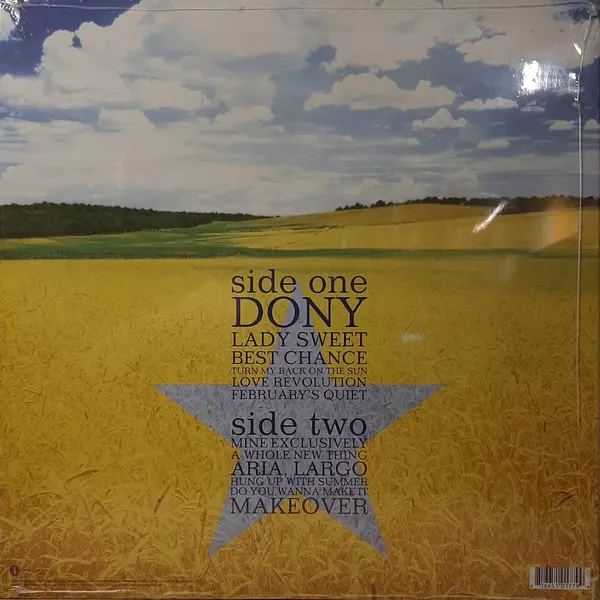 side one
DONY
LADY SWEET
BEST CHANCE
TURN MY BACK ON THE SUN
LOVE REVOLUTION
FEBRUARY'S QUIET
side two
MINE EXCLUSIVELY
A WHOLE NEW THING
ARIA, LARGO
HUNG UP WITH SUMMER
DO YOU WANNA MAKE IT
MAKEOVER